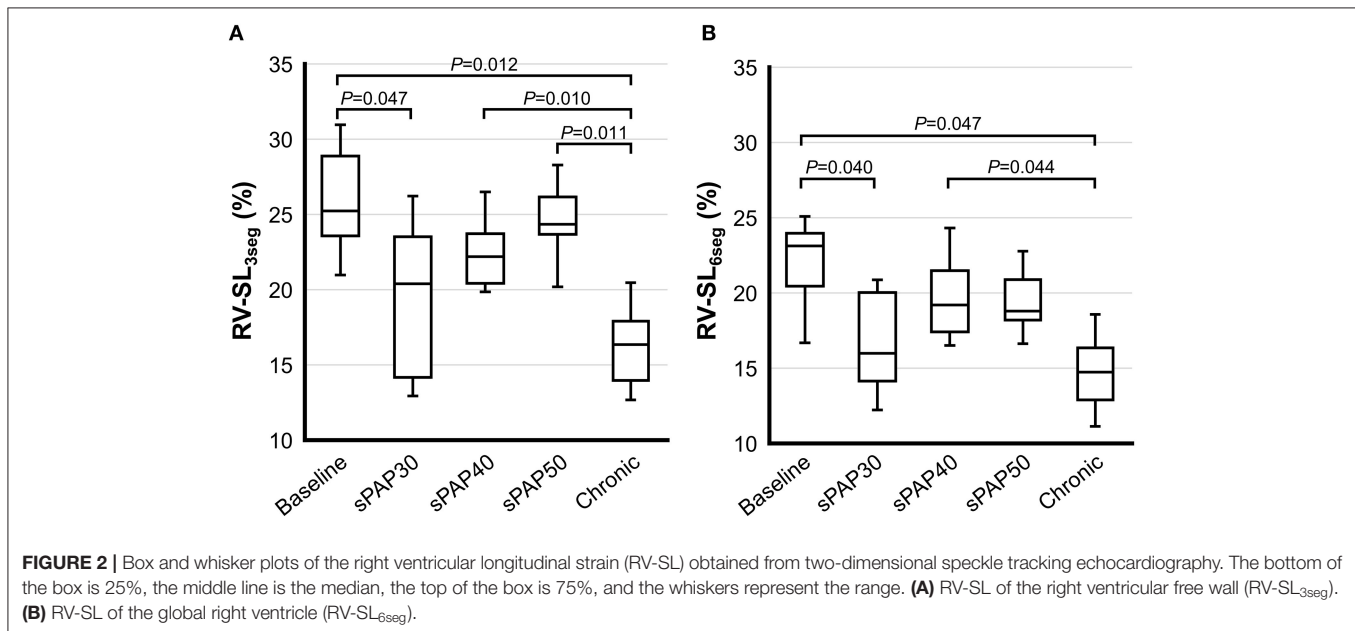 A
35
30
25
20
15
10
RV-SL3seg (%)
P=0.012
P=0.047
P=0.010
P=0.011
Baseline
sPAP30
sPAP40
sPAP50
Chronic
B
35
30
25
20
15
10
RV-SL6seg (%)
P=0.047
P=0.040
P=0.044
Baseline
sPAP30
sPAP40
sPAP50
Chronic
FIGURE 2 | Box and whisker plots of the right ventricular longitudinal strain (RV-SL) obtained from two-dimensional speckle tracking echocardiography. The bottom of
the box is 25%, the middle line is the median, the top of the box is 75%, and the whiskers represent the range. (A) RV-SL of the right ventricular free wall (RV-SL3seg).
(B) RV-SL of the global right ventricle (RV-SL6seg).